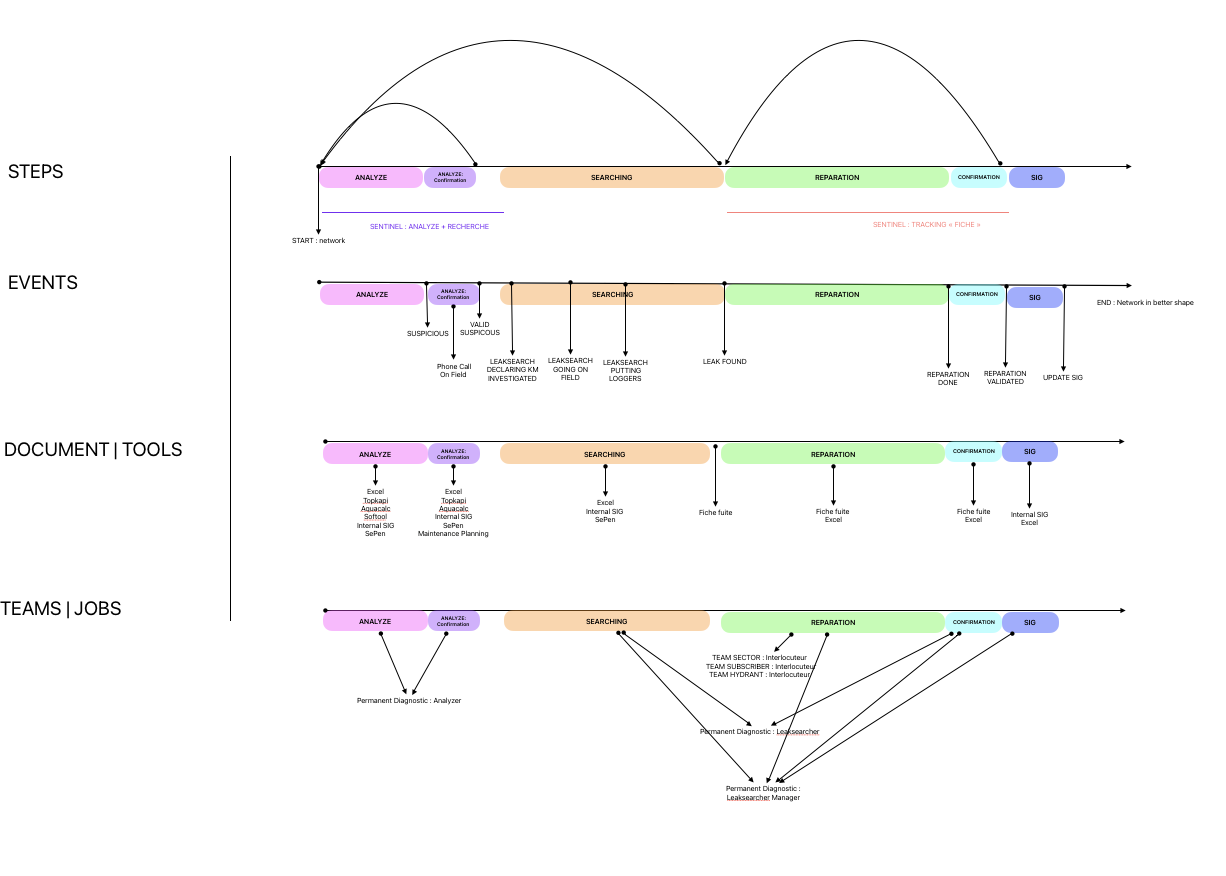 STEPS
ANALYZE
ANALYZE:
Confirmation
SEARCHING
REPARATION
CONFIRMATION
SIG
SENTINEL : ANALYZE + RECHERCHE
SENTINEL : TRACKING « FICHE »
START : network
EVENTS
ANALYZE
ANALYZE:
Confirmation
SEARCHING
REPARATION
CONFIRMATION
SIG
END : Network in better shape
SUSPICIOUS
VALID
SUSPICOUS
Phone Call
On Field
LEAKSEARCH
DECLARING KM
INVESTIGATED
LEAKSEARCH
GOING ON
FIELD
LEAKSEARCH
PUTTING
LOGGERS
LEAK FOUND
REPARATION
DONE
REPARATION
VALIDATED
UPDATE SIG
DOCUMENT | TOOLS
ANALYZE
ANALYZE:
Confirmation
SEARCHING
REPARATION
CONFIRMATION
SIG
Excel
Topkapi
Aquacalc
Softool
Internal SIG
SePen
Excel
Topkapi
Aquacalc
Internal SIG
SePen
Maintenance Planning
Excel
Internal SIG
SePen
Fiche fuite
Fiche fuite
Excel
Fiche fuite
Excel
Internal SIG
Excel
TEAMS | JOBS
ANALYZE
ANALYZE:
Confirmation
SEARCHING
REPARATION
CONFIRMATION
SIG
TEAM SECTOR : Interlocuteur
TEAM SUBSCRIBER : Interlocuteur
TEAM HYDRANT : Interlocuteur
Permanent Diagnostic : Analyzer
Permanent Diagnostic : Leaksearcher
Permanent Diagnostic :
Leaksearcher Manager